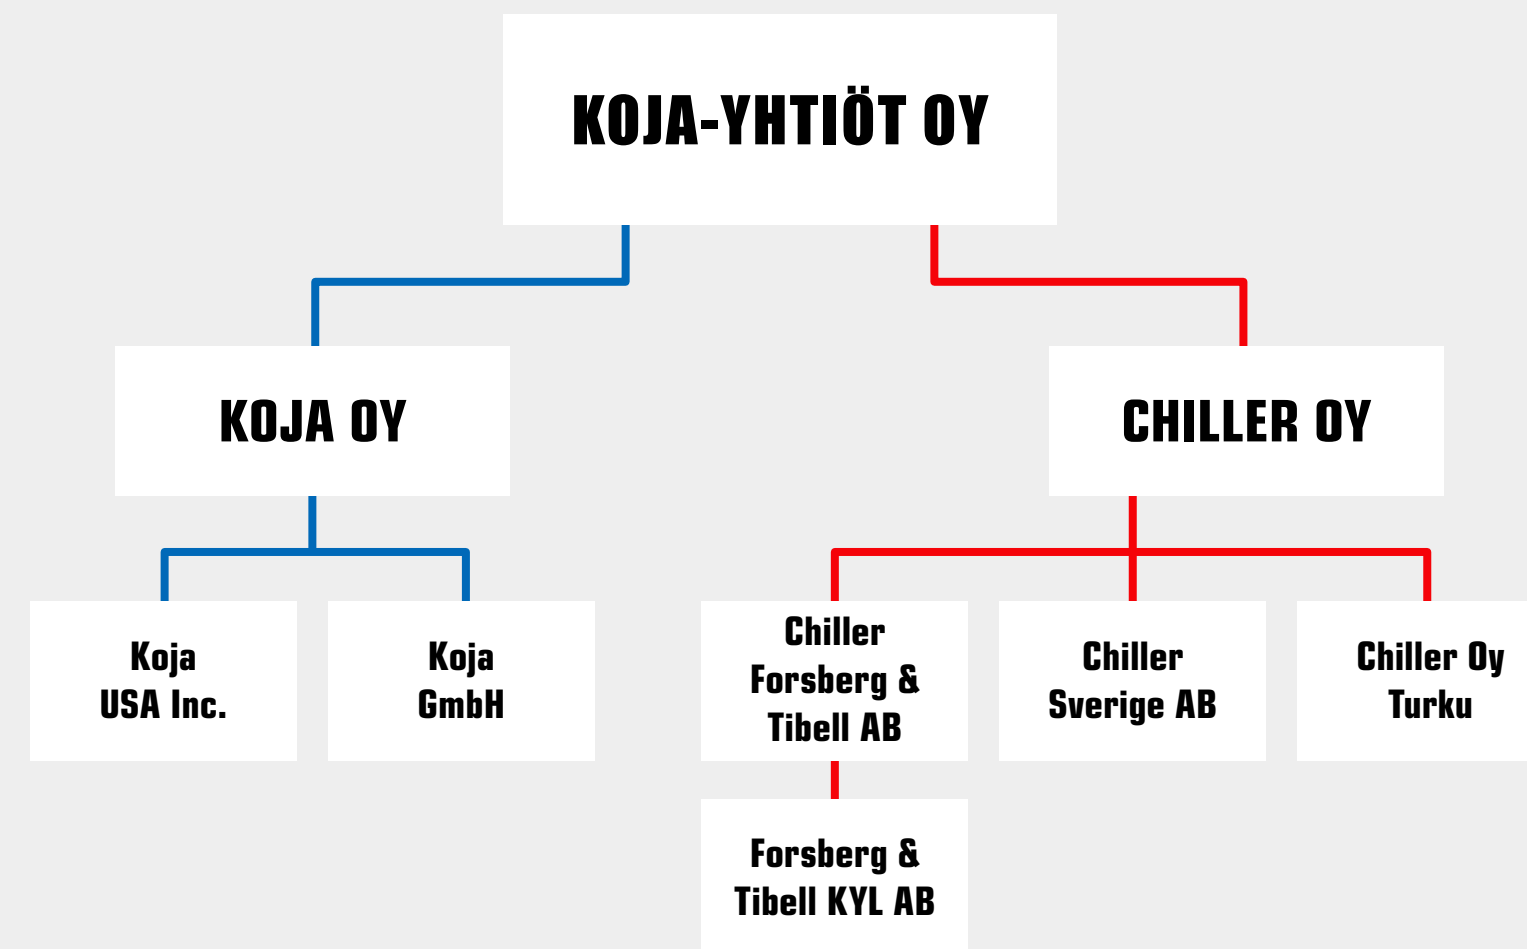 KOJA-YHTIÖT OY
KOJA OY
CHILLER OY
Koja
USA Inc.
Koja
GmbH
Chiller
Forsberg &
Tibell AB
Chiller
Sverige AB
Chiller Oy
Turku
Forsberg &
Tibell KYL AB